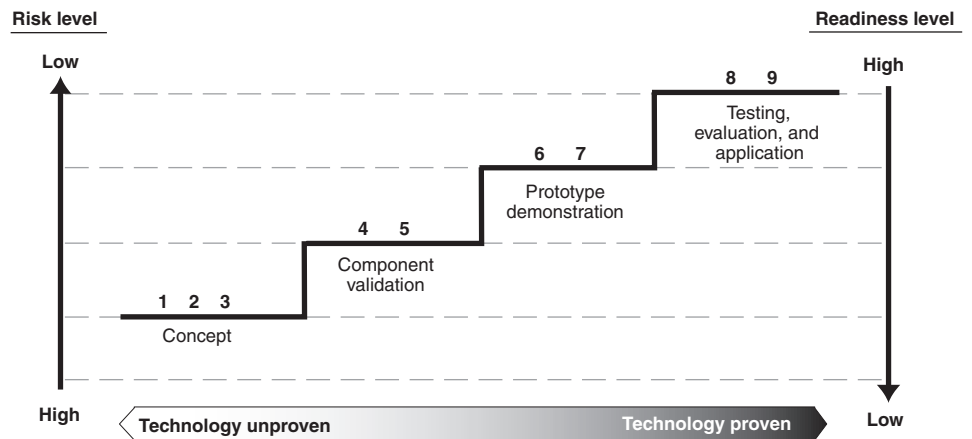 Risk level
Readiness level
Low
High
8 9
Testing,
evaluation, and
application
6 7
Prototype
demonstration
4 5
Component
validation
1 2 3
Concept
High
Technology unproven
Technology proven
Low